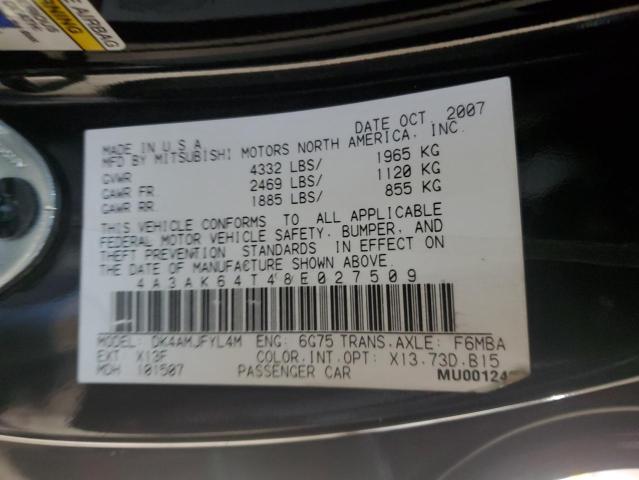 WARNING
E AIRBAG
DATE OCT, 2007
MADE IN U.S.A.
MFD BY MITSUBISHI MOTORS NORTH AMERICA, INC.
GVWR 4332 LBS/ 1965 KG
GAWR FR. 2469 LBS/ 1120 KG
GAWR RR. 1885 LBS/ 855 KG
THIS VEHICLE CONFORMS TO ALL APPLICABLE
FEDERAL MOTOR VEHICLE SAFETY, BUMPER, AND
THEFT PREVENTION STANDARDS IN EFFECT ON
THE DATE OF MANUFACTURE SHOWN ABOVE.
4A3AK64T48E027509
MODEL: DK4AMJFYL4M ENG: 6G75 TRANS.AXLE: F6MBA
EXT X13F COLOR.INT.OPT: X13.73D.B15
MDH 101507 PASSENGER CAR MU00124